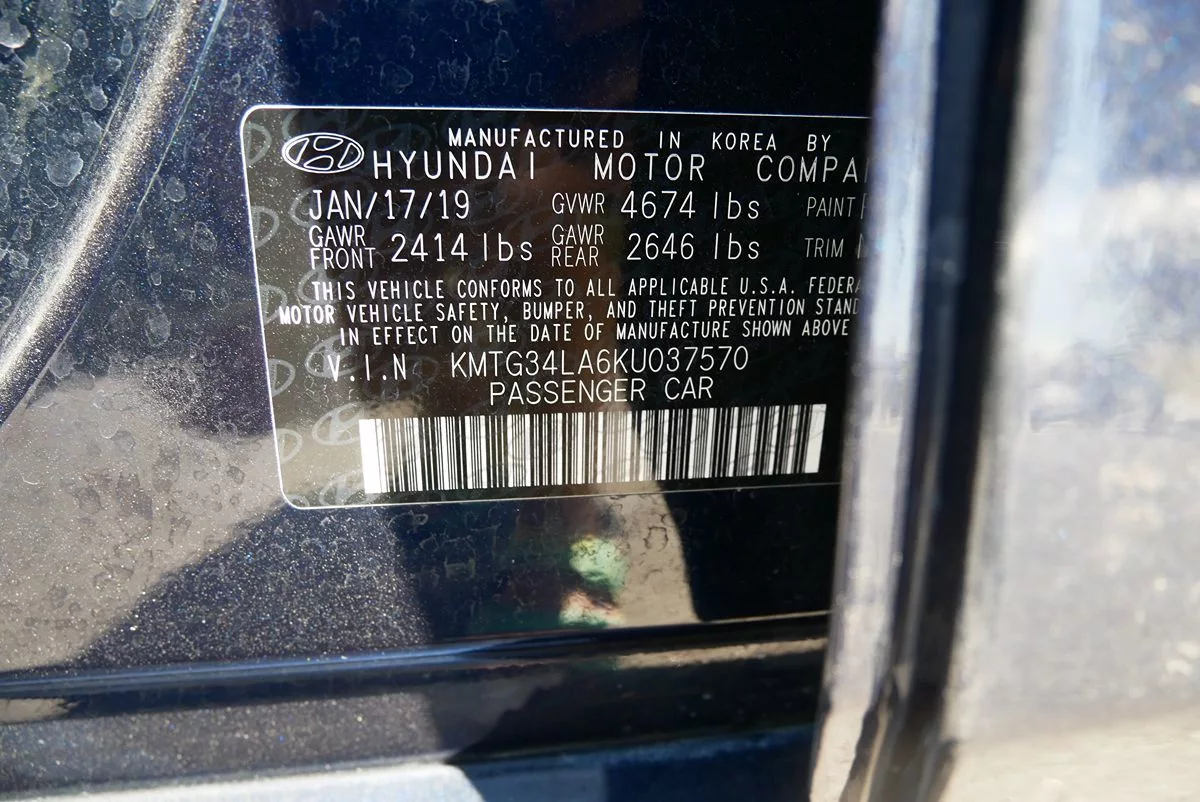 MANUFACTURED IN KOREA BY
HYUNDAI MOTOR
JAN/17/19 GVWR 4674 lbs PAINT
GAWR FRONT 2414 lbs GAWR REAR 2646 lbs TRIM
THIS VEHICLE CONFORMS TO ALL APPLICABLE U.S.A.
MOTOR VEHICLE SAFETY, BUMPER, AND THEFT PREVENTION
IN EFFECT ON THE DATE OF MANUFACTURE SHOWN ABOVE
V.I.N KMTG34LA6KU037570
PASSENGER CAR